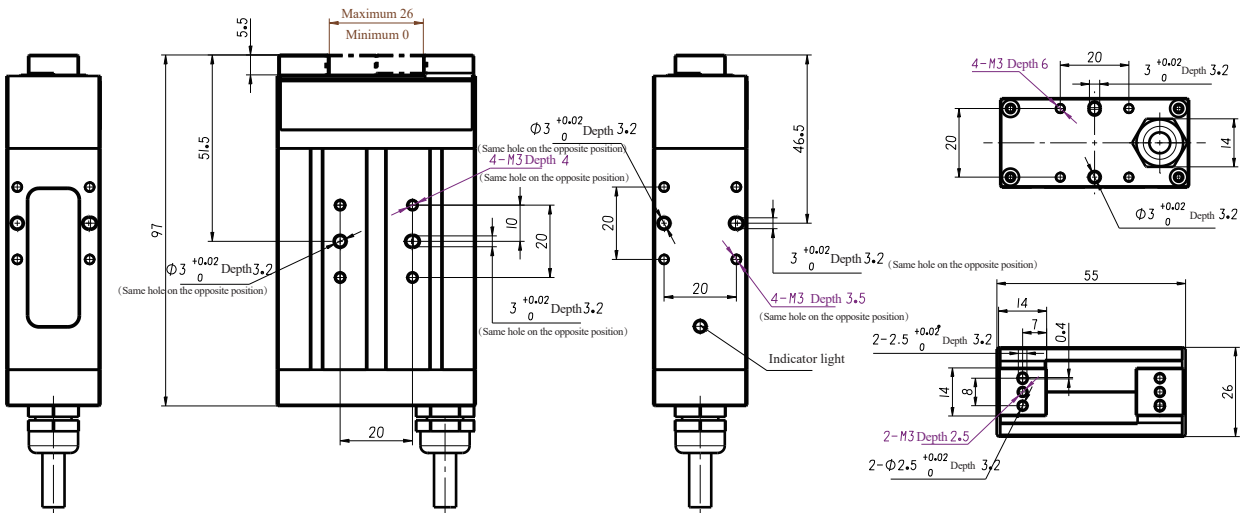 Maximum 26
Minimum 0
5.5
51.5
97
Φ3 +0.02 0 Depth 3.2
(Same hole on the opposite position)
4-M3 Depth 4
(Same hole on the opposite position)
10
20
Φ3 +0.02 0 Depth3.2
(Same hole on the opposite position)
3 +0.02 0 Depth3.2
(Same hole on the opposite position)
20
46.5
20
20
3 +0.02 0 Depth 3.2 (Same hole on the opposite position)
4-M3 Depth 3.5
(Same hole on the opposite position)
Indicator light
4-M3 Depth 6
20
3 +0.02 0 Depth 3.2
20
14
Φ3 +0.02 0 Depth 3.2
55
14
7
0.4
2-2.5 +0.02 0 Depth 3.2
14
8
26
2-M3 Depth 2.5
2-Φ2.5 +0.02 0 Depth 3.2